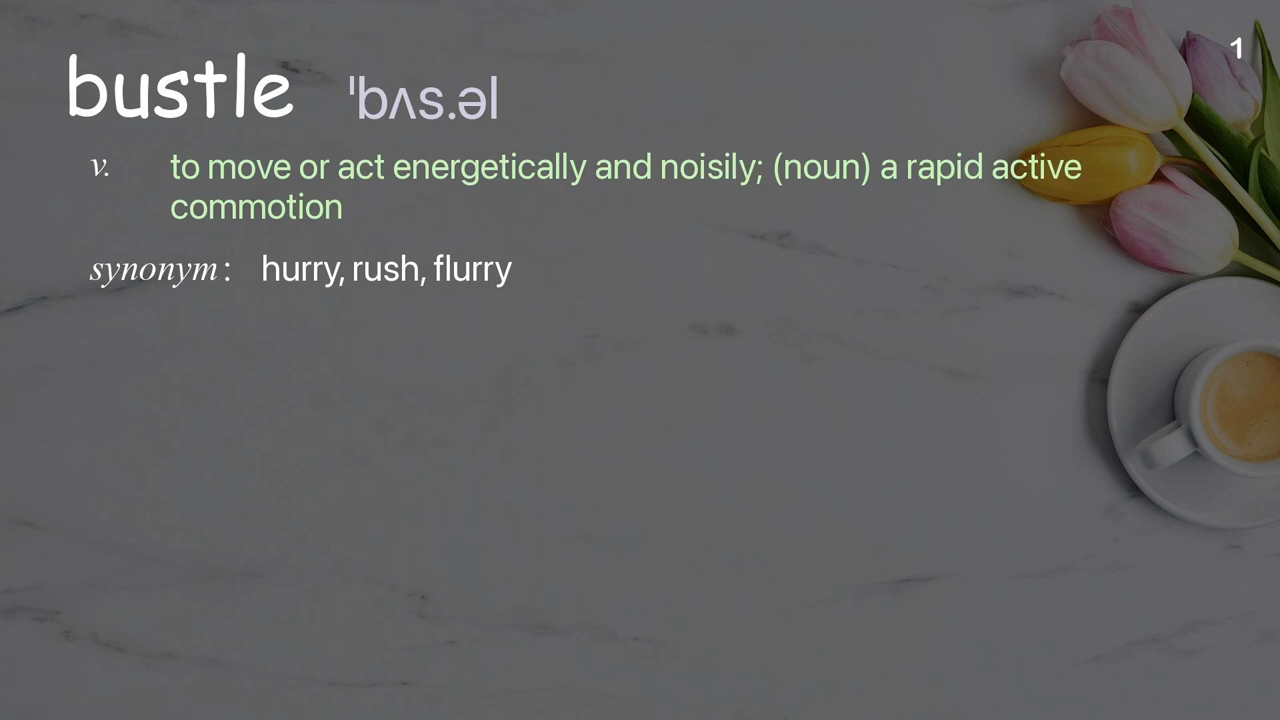 1
bustle ˈbʌs.əl
v. to move or act energetically and noisily; (noun) a rapid active
commotion
synonym: hurry, rush, flurry